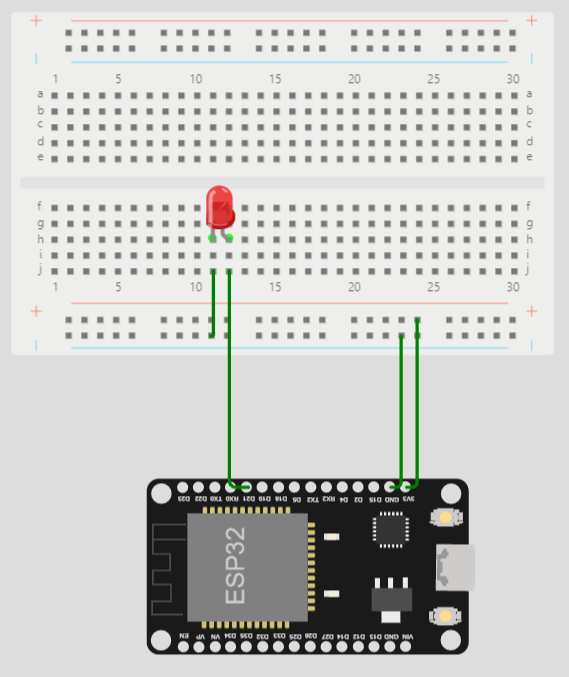 + +
1 5 10 15 20 25 30
a a
b b
c c
d d
e e
f f
g g
h h
i i
j j
1 5 10 15 20 25 30
+ +
D23 D22 TX0 RX0 D21 D19 D18 D5 TX2 RX2 D4 D2 D15 GND 3V3
ESP32
EN VP VN D34 D35 D32 D33 D25 D26 D27 D14 D12 D13 GND VIN